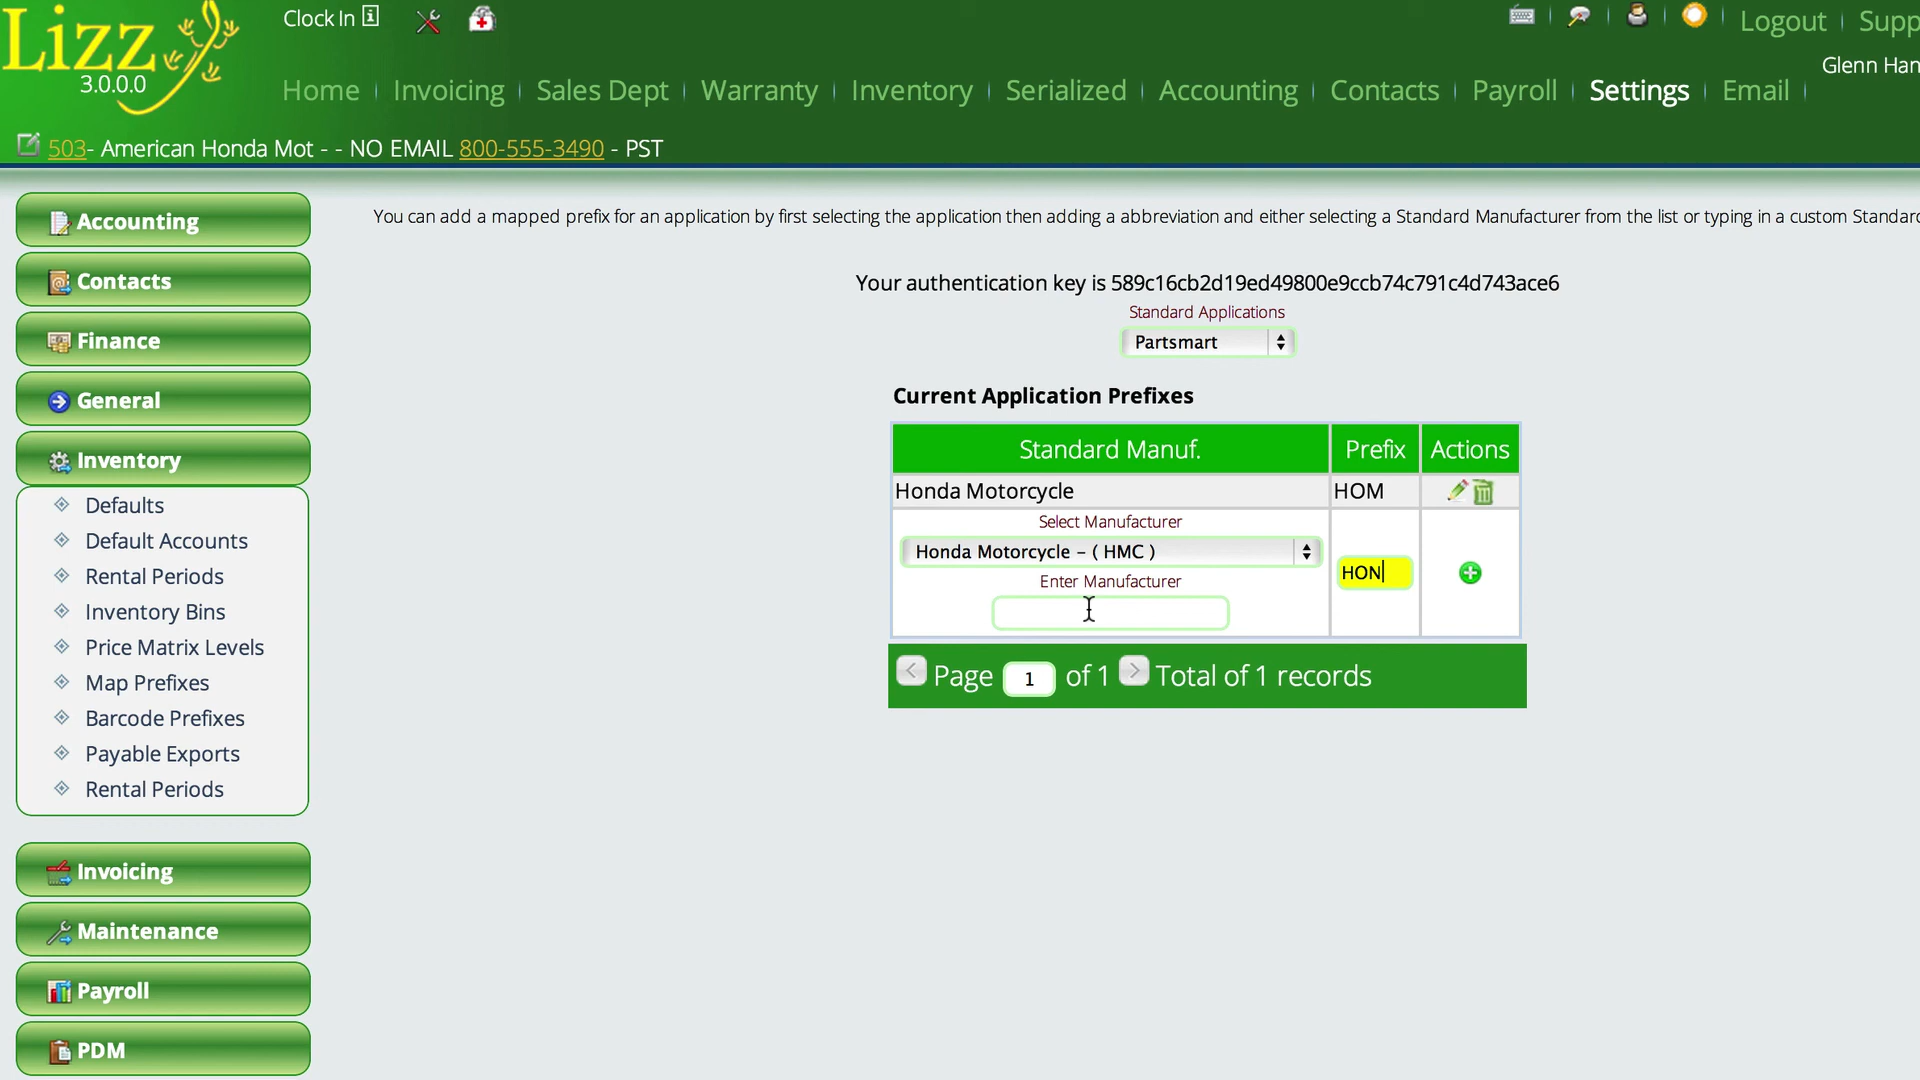 Lizz
3.0.0.0
Clock In
Logout
Supp
Glenn Han
Home
Invoicing
Sales Dept
Warranty
Inventory
Serialized
Accounting
Contacts
Payroll
Settings
Email
503- American Honda Mot - - NO EMAIL 800-555-3490 - PST
Accounting
Contacts
Finance
General
Inventory
Defaults
Default Accounts
Rental Periods
Inventory Bins
Price Matrix Levels
Map Prefixes
Barcode Prefixes
Payable Exports
Rental Periods
Invoicing
Maintenance
Payroll
PDM
You can add a mapped prefix for an application by first selecting the application then adding a abbreviation and either selecting a Standard Manufacturer from the list or typing in a custom Standard
Your authentication key is 589c16cb2d19ed49800e9ccb74c791c4d743ace6
Standard Applications
Partsmart
Current Application Prefixes
Standard Manuf. Prefix Actions
Honda Motorcycle HOM
Select Manufacturer
Honda Motorcycle – ( HMC )
HON
Enter Manufacturer
Page 1 of 1 Total of 1 records